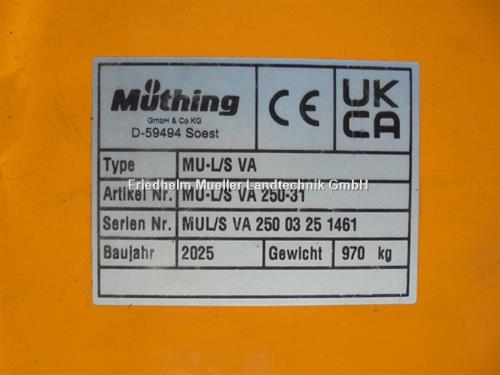 Müthing
GmbH & Co KG
D-59494 Soest
CE
UK
CA
Type MU-L/S VA
Friedhelm Mueller Landtechnik GmbH
Artikel Nr. MU-L/S VA 250-31
Serien Nr. MUL/S VA 250 03 25 1461
Baujahr 2025 Gewicht 970 kg